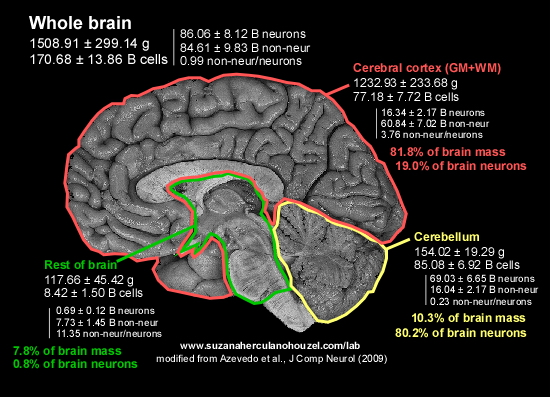 Whole brain
1508.91 ± 299.14 g
170.68 ± 13.86 B cells
86.06 ± 8.12 B neurons
84.61 ± 9.83 B non-neur
0.99 non-neur/neurons
Cerebral cortex (GM+WM)
1232.93 ± 233.68 g
77.18 ± 7.72 B cells
16.34 ± 2.17 B neurons
60.84 ± 7.02 B non-neur
3.76 non-neur/neurons
81.8% of brain mass
19.0% of brain neurons
Cerebellum
154.02 ± 19.29 g
85.08 ± 6.92 B cells
69.03 ± 6.65 B neurons
16.04 ± 2.17 B non-neur
0.23 non-neur/neurons
10.3% of brain mass
80.2% of brain neurons
Rest of brain
117.66 ± 45.42 g
8.42 ± 1.50 B cells
0.69 ± 0.12 B neurons
7.73 ± 1.45 B non-neur
11.35 non-neur/neurons
7.8% of brain mass
0.8% of brain neurons
www.suzanaherculanohouzel.com/lab
modified from Azevedo et al., J Comp Neurol (2009)